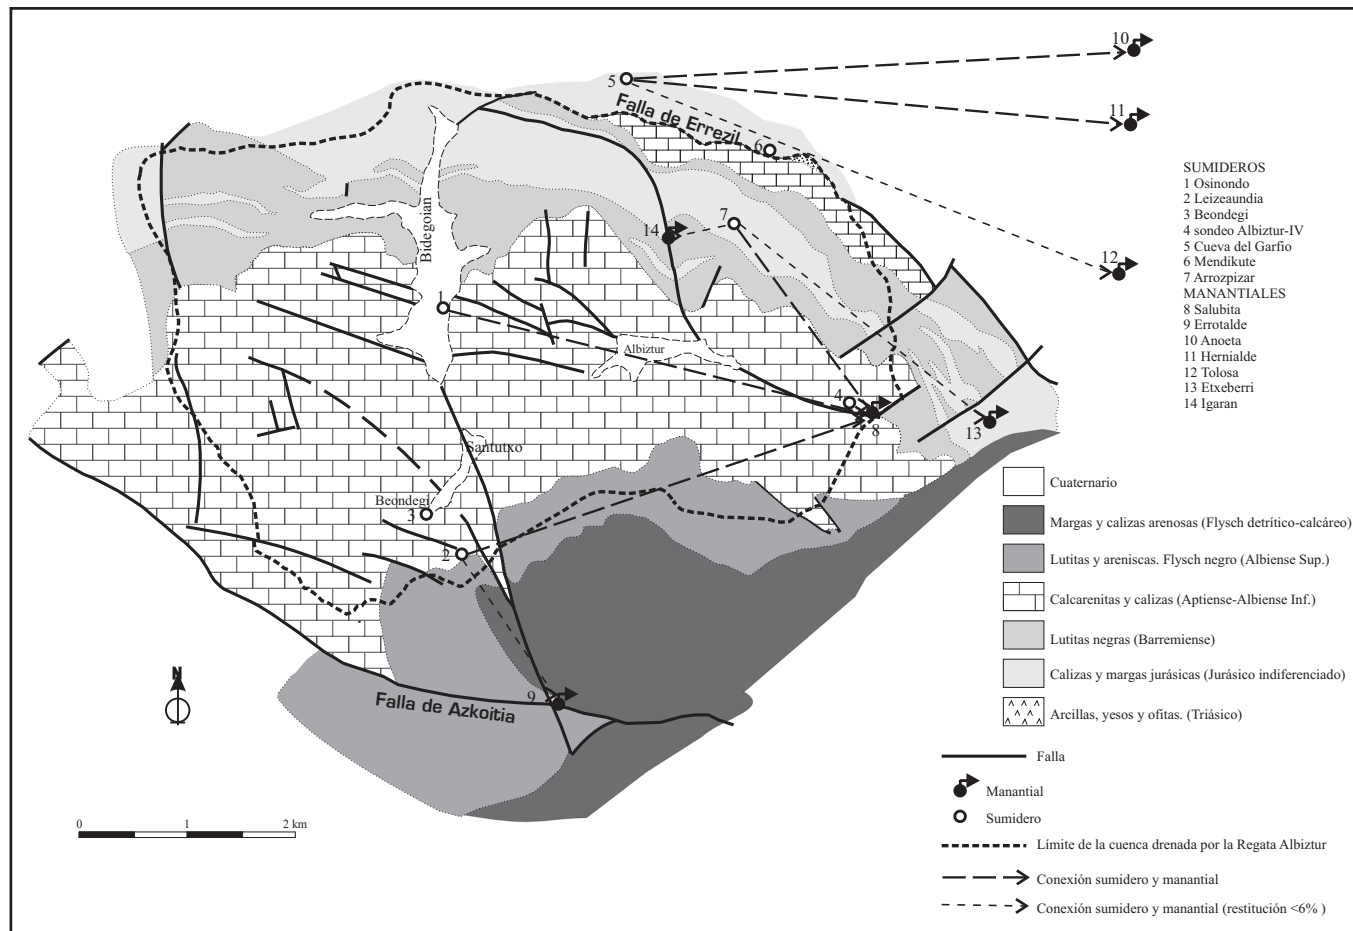 10
5
Falla de Errezil
11
6
SUMIDEROS
1 Osinondo
2 Leizeaundia
3 Beondegi
4 sondeo Albiztur-IV
5 Cueva del Garfio
6 Mendikute
7 Arrozpizar
MANANTIALES
8 Salubita
9 Errotalde
10 Anoeta
11 Hernialde
12 Tolosa
13 Etxeberri
14 Igaran
7
14
Bidegoian
12
1
Albiztur
4
8
13
Santutxo
Beondegi
3
2
9
Falla de Azkoitia
N
0 1 2 km
Cuaternario
Margas y calizas arenosas (Flysch detrítico-calcáreo)
Lutitas y areniscas. Flysch negro (Albiense Sup.)
Calcarenitas y calizas (Aptiense-Albiense Inf.)
Lutitas negras (Barremiense)
Calizas y margas jurásicas (Jurásico indiferenciado)
Arcillas, yesos y ofitas. (Triásico)
Falla
Manantial
Sumidero
Límite de la cuenca drenada por la Regata Albiztur
Conexión sumidero y manantial
Conexión sumidero y manantial (restitución <6% )